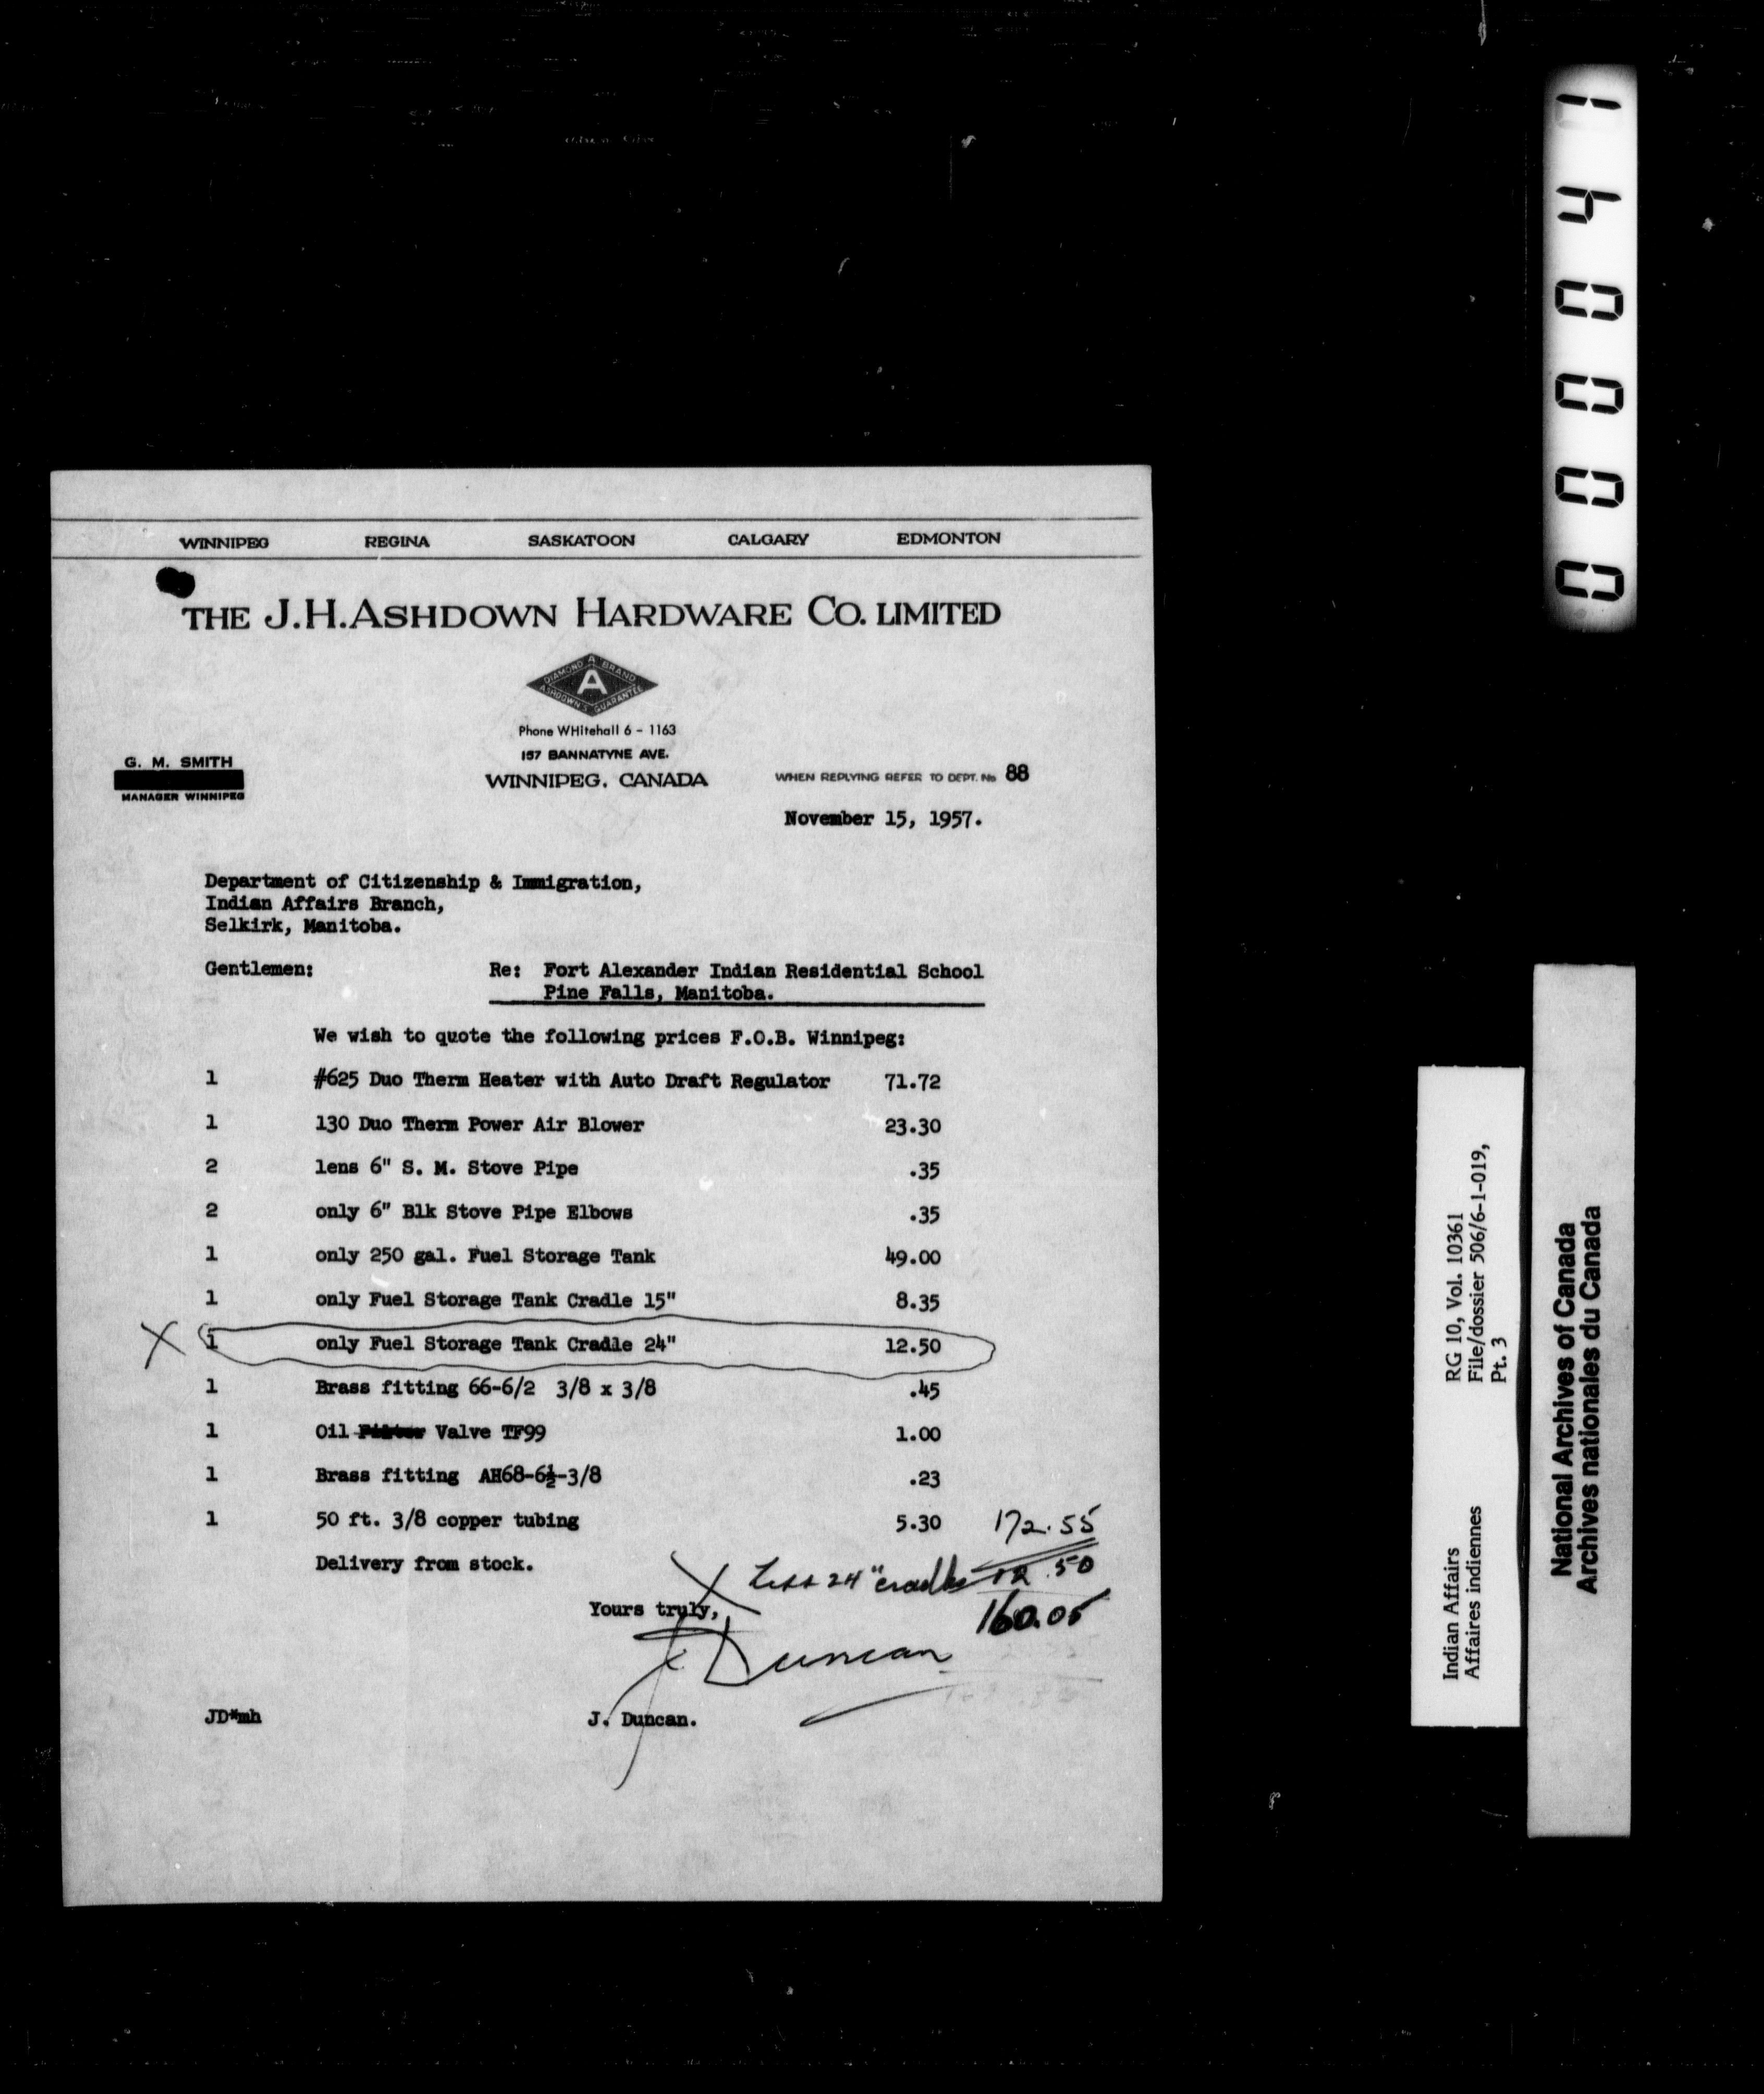 WINNIPEG REGINA SASKATOON CALGARY EDMONTON
THE J.H. ASHDOWN HARDWARE CO. LIMITED
DIAMOND A BRAND
A
ASHDOWN'S GUARANTEE
Phone WHitehall 6 - 1163
157 BANNATYNE AVE.
WINNIPEG, CANADA
G. M. SMITH
MANAGER WINNIPEG
WHEN REPLYING REFER TO DEPT. No 88
November 15, 1957.
Department of Citizenship & Immigration,
Indian Affairs Branch,
Selkirk, Manitoba.
Gentlemen: Re: Fort Alexander Indian Residential School
Pine Falls, Manitoba.
We wish to quote the following prices F.O.B. Winnipeg:
1 #625 Duo Therm Heater with Auto Draft Regulator 71.72
1 130 Duo Therm Power Air Blower 23.30
2 lens 6" S. M. Stove Pipe .35
2 only 6" Blk Stove Pipe Elbows .35
1 only 250 gal. Fuel Storage Tank 49.00
1 only Fuel Storage Tank Cradle 15" 8.35
X 1 only Fuel Storage Tank Cradle 24" 12.50
1 Brass fitting 66-6/2 3/8 x 3/8 .45
1 Oil Valve TF99 1.00
1 Brass fitting AH68-6½-3/8 .23
1 50 ft. 3/8 copper tubing 5.30 172.55
Delivery from stock.
X Less 24" cradle 12.50
160.05
Yours truly,
J Duncan
JD*mh J. Duncan.
000041
Indian Affairs RG 10, Vol. 10361
Affaires indiennes File/dossier 506/6-1-019,
Pt. 3
National Archives of Canada
Archives nationales du Canada